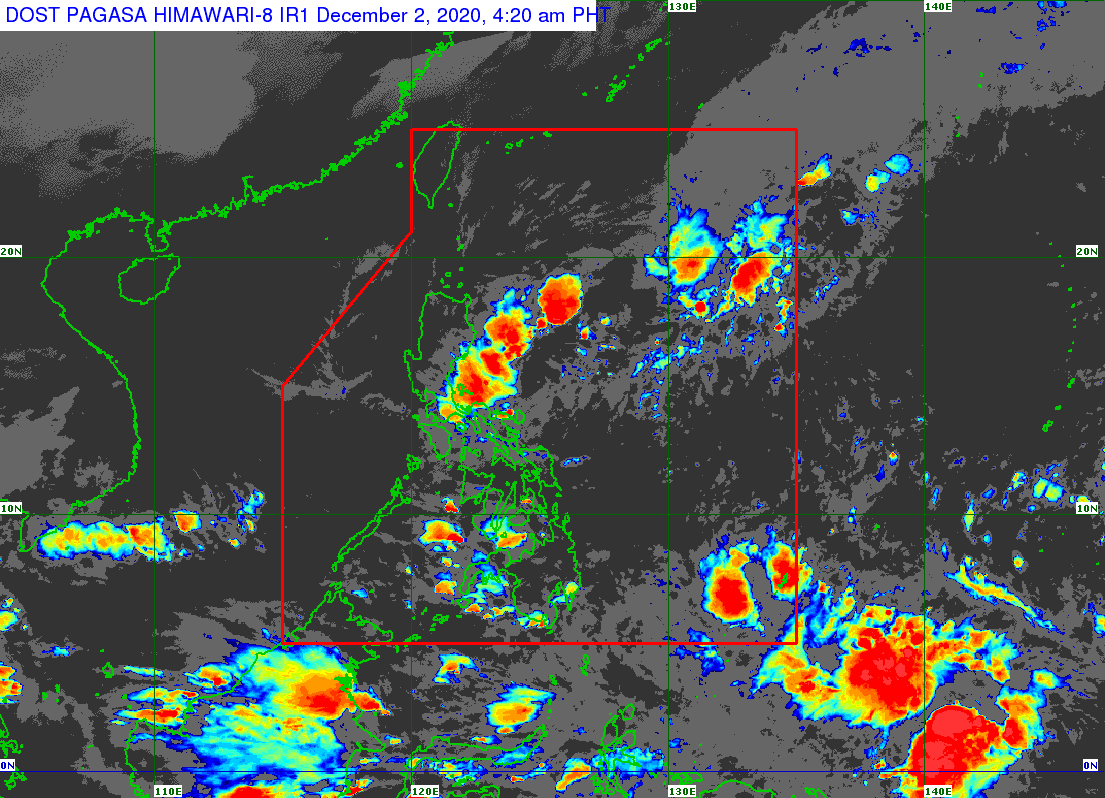 DOST PAGASA HIMAWARI-8 IR1 December 2, 2020, 4:20 am PHT
130E 140E
20N 20N
10N 10N
0N 0N
110E 120E 130E 140E